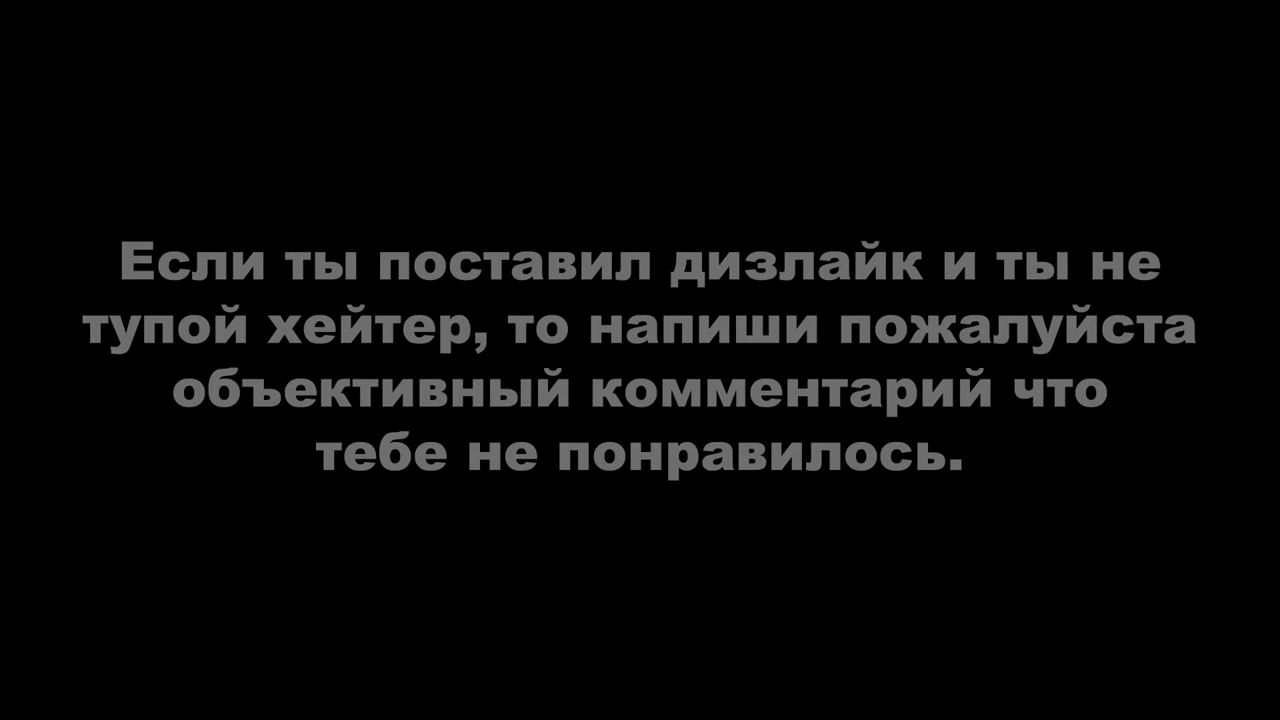 Если ты поставил дизлайк и ты не
тупой хейтер, то напиши пожалуйста
объективный комментарий что
тебе не понравилось.